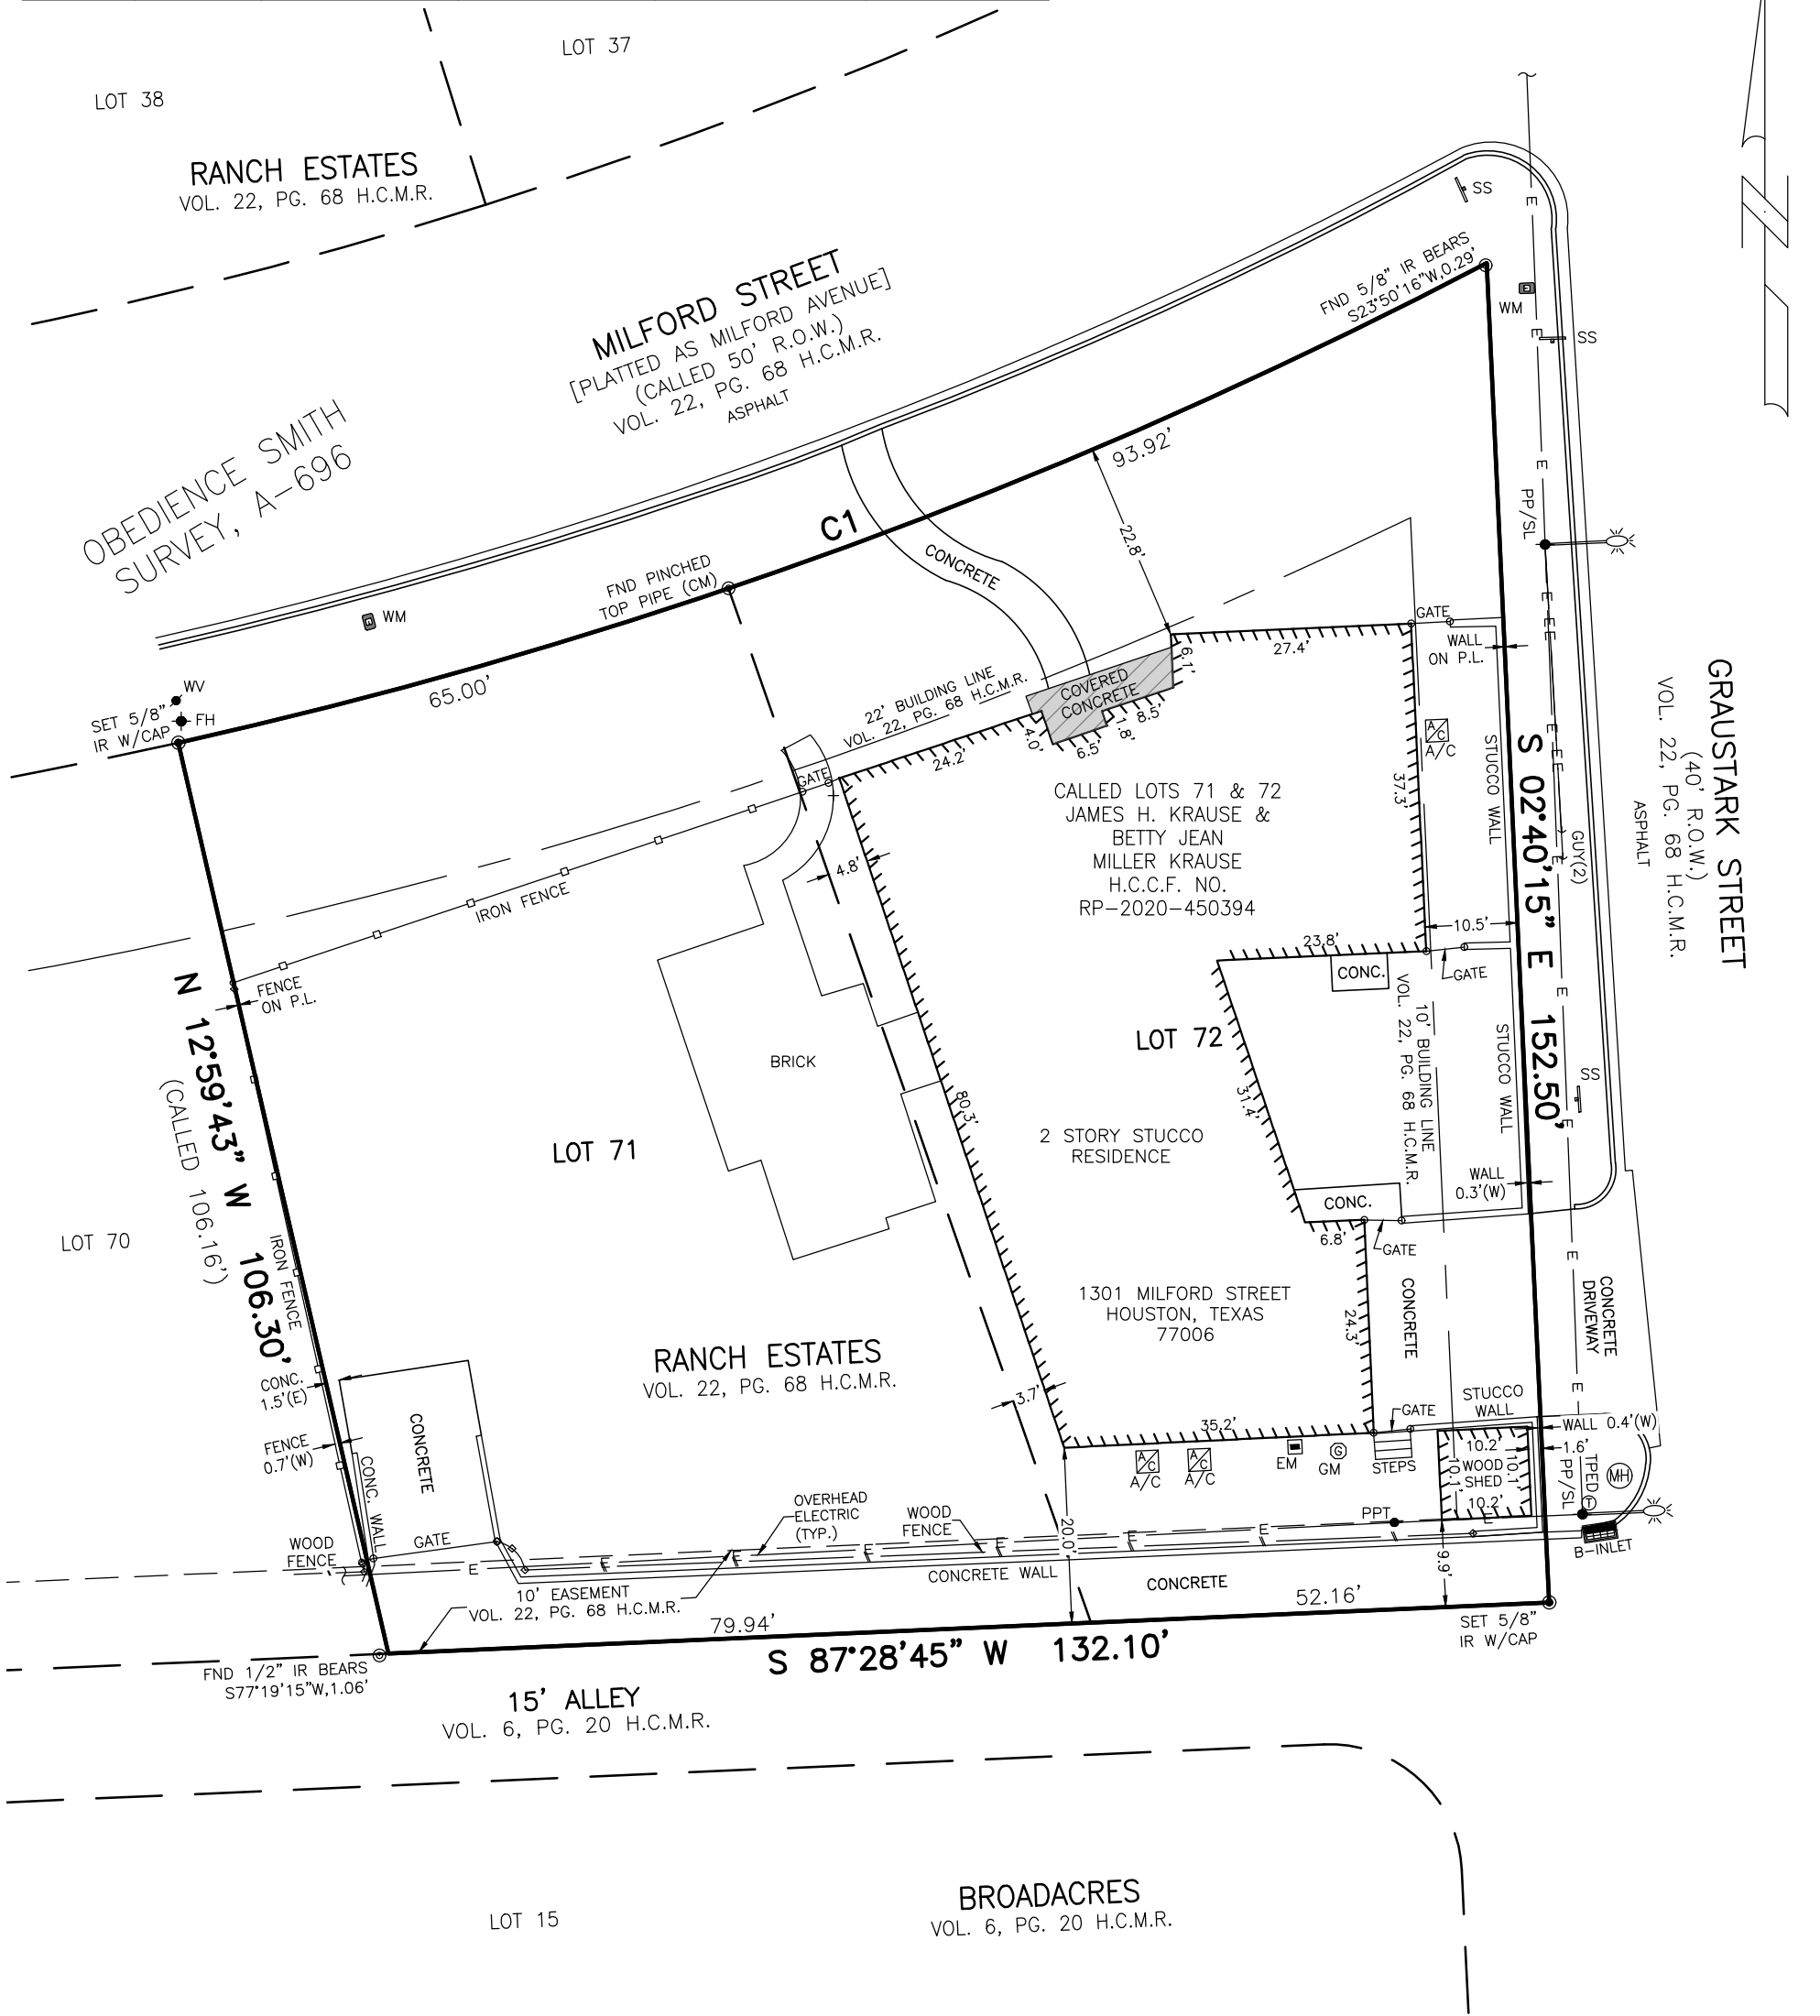 LOT 37
LOT 38
RANCH ESTATES
VOL. 22, PG. 68 H.C.M.R.
MILFORD STREET
[PLATTED AS MILFORD AVENUE]
(CALLED 50' R.O.W.)
VOL. 22, PG. 68 H.C.M.R.
ASPHALT
OBEDIENCE SMITH
SURVEY, A-696
SS
FND 5/8" IR BEARS
S23°50'16"W,0.29'
WM
SS
E
E
E
PP/SL
93.92'
C1
22.8'
CONCRETE
FND PINCHED
TOP PIPE (CM)
WM
WV
FH
SET 5/8"
IR W/CAP
65.00'
22' BUILDING LINE
VOL. 22, PG. 68 H.C.M.R.
COVERED
CONCRETE
27.4'
6.1'
8.5'
1.8'
6.5'
4.0'
24.2'
GATE
WALL
ON P.L.
A/C
A/C
STUCCO WALL
37.3'
S 02°40'15" E 152.50'
GUY(2)
GRAUSTARK STREET
(40' R.O.W.)
VOL. 22, PG. 68 H.C.M.R.
ASPHALT
GATE
4.8'
IRON FENCE
CALLED LOTS 71 & 72
JAMES H. KRAUSE &
BETTY JEAN
MILLER KRAUSE
H.C.C.F. NO.
RP-2020-450394
23.8'
10.5'
CONC.
GATE
FENCE
ON P.L.
N 12°59'43" W 106.30'
(CALLED 106.16')
BRICK
LOT 72
10' BUILDING LINE
VOL. 22, PG. 68 H.C.M.R.
STUCCO WALL
SS
31.4'
80.3'
LOT 71
2 STORY STUCCO
RESIDENCE
WALL
0.3'(W)
CONC.
6.8'
GATE
LOT 70
IRON FENCE
1301 MILFORD STREET
HOUSTON, TEXAS
77006
24.3'
CONCRETE
CONCRETE
DRIVEWAY
RANCH ESTATES
VOL. 22, PG. 68 H.C.M.R.
CONC.
1.5'(E)
3.7'
STUCCO
WALL
GATE
35.2'
WALL 0.4'(W)
FENCE
0.7'(W)
CONCRETE
CONC. WALL
A/C
A/C
A/C
A/C
EM
G
GM
STEPS
10.2'
10.1'
WOOD
SHED
10.1'
10.2'
1.6'
PP/SL
TPED
T
MH
OVERHEAD
ELECTRIC
(TYP.)
WOOD
FENCE
PPT
WOOD
FENCE
GATE
20.0'
9.9'
B-INLET
CONCRETE WALL
CONCRETE
10' EASEMENT
VOL. 22, PG. 68 H.C.M.R.
79.94'
52.16'
SET 5/8"
IR W/CAP
S 87°28'45" W 132.10'
FND 1/2" IR BEARS
S77°19'15"W,1.06'
15' ALLEY
VOL. 6, PG. 20 H.C.M.R.
LOT 15
BROADACRES
VOL. 6, PG. 20 H.C.M.R.